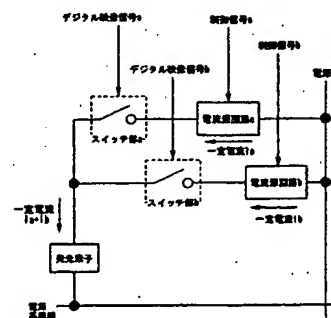 デジタル映像信号a
制御信号a
デジタル映像信号b
制御信号b
電源
スイッチ部a
電流源回路a
一定電流Ia
スイッチ部b
電流源回路b
一定電流Ib
一定電流
Ia+Ib
発光素子
電源